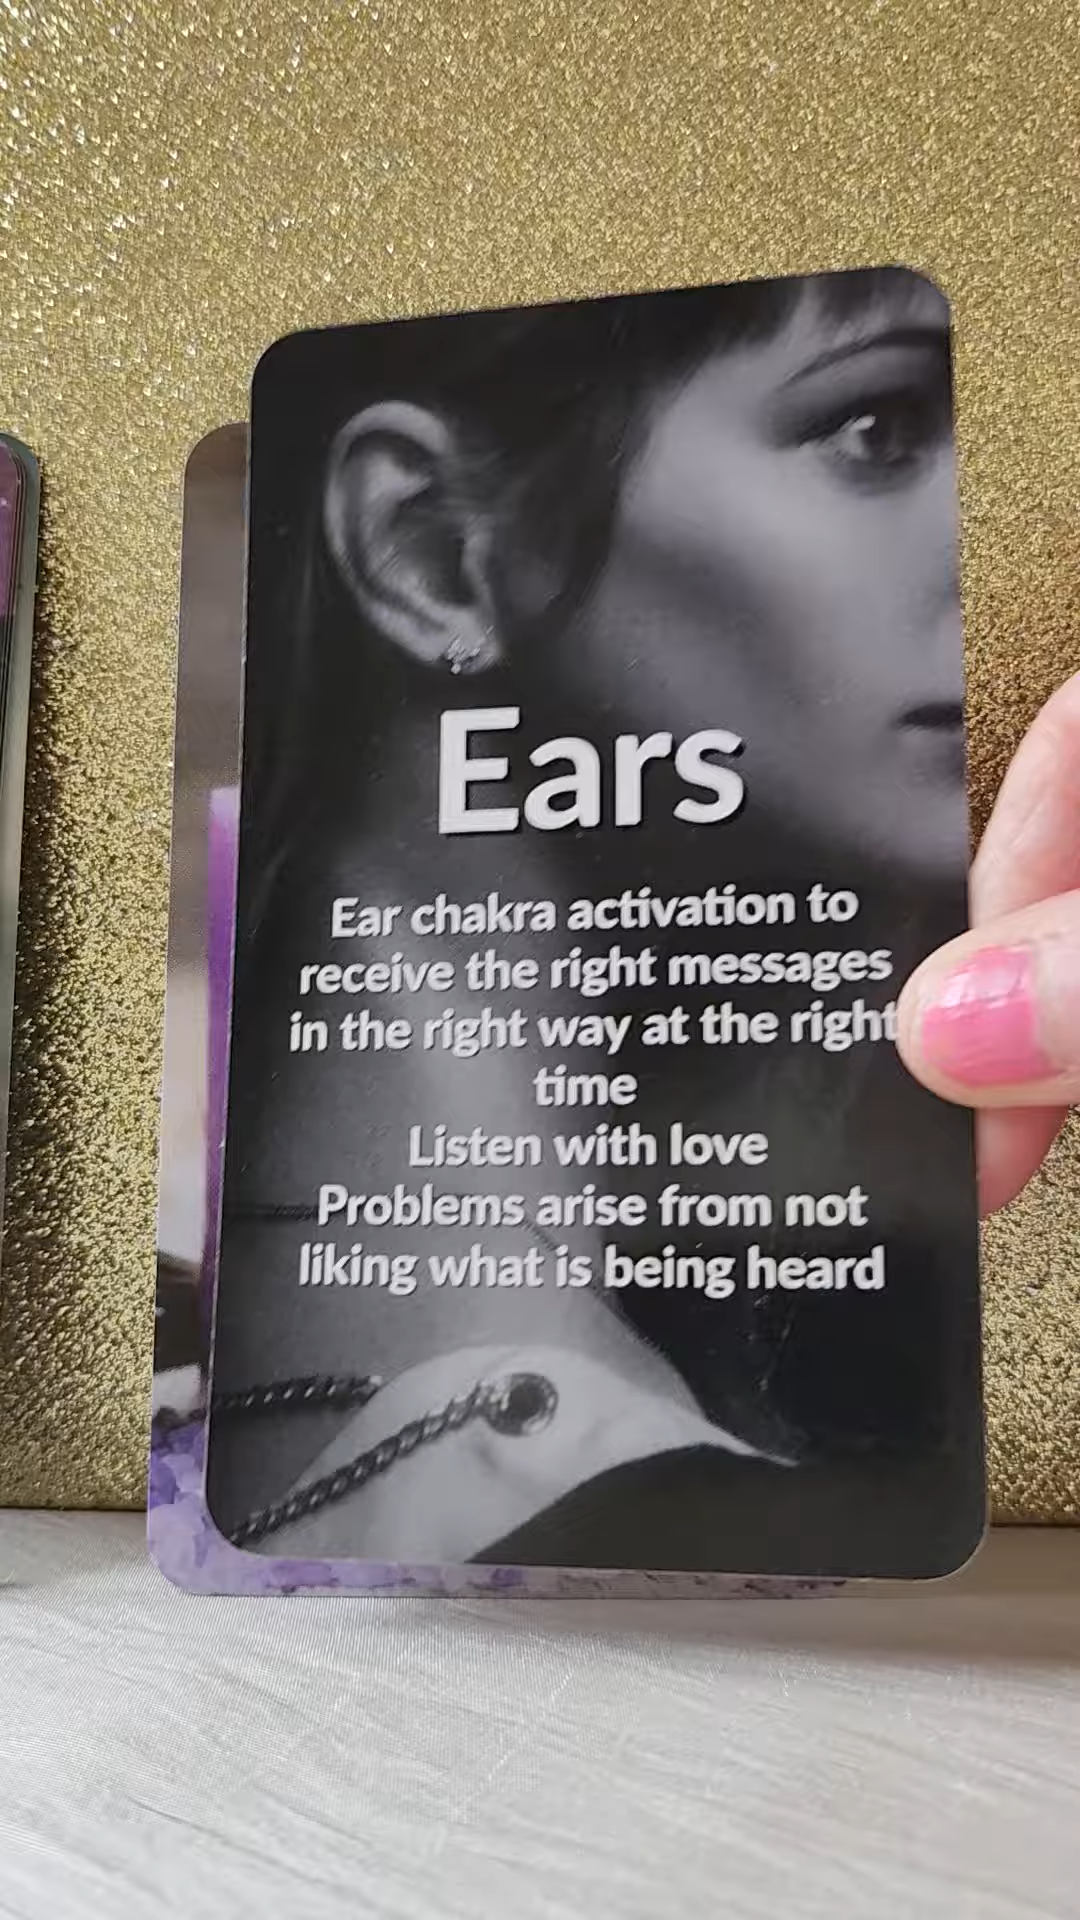 Ears
Ear chakra activation to
receive the right messages
in the right way at the right
time
Listen with love
Problems arise from not
liking what is being heard